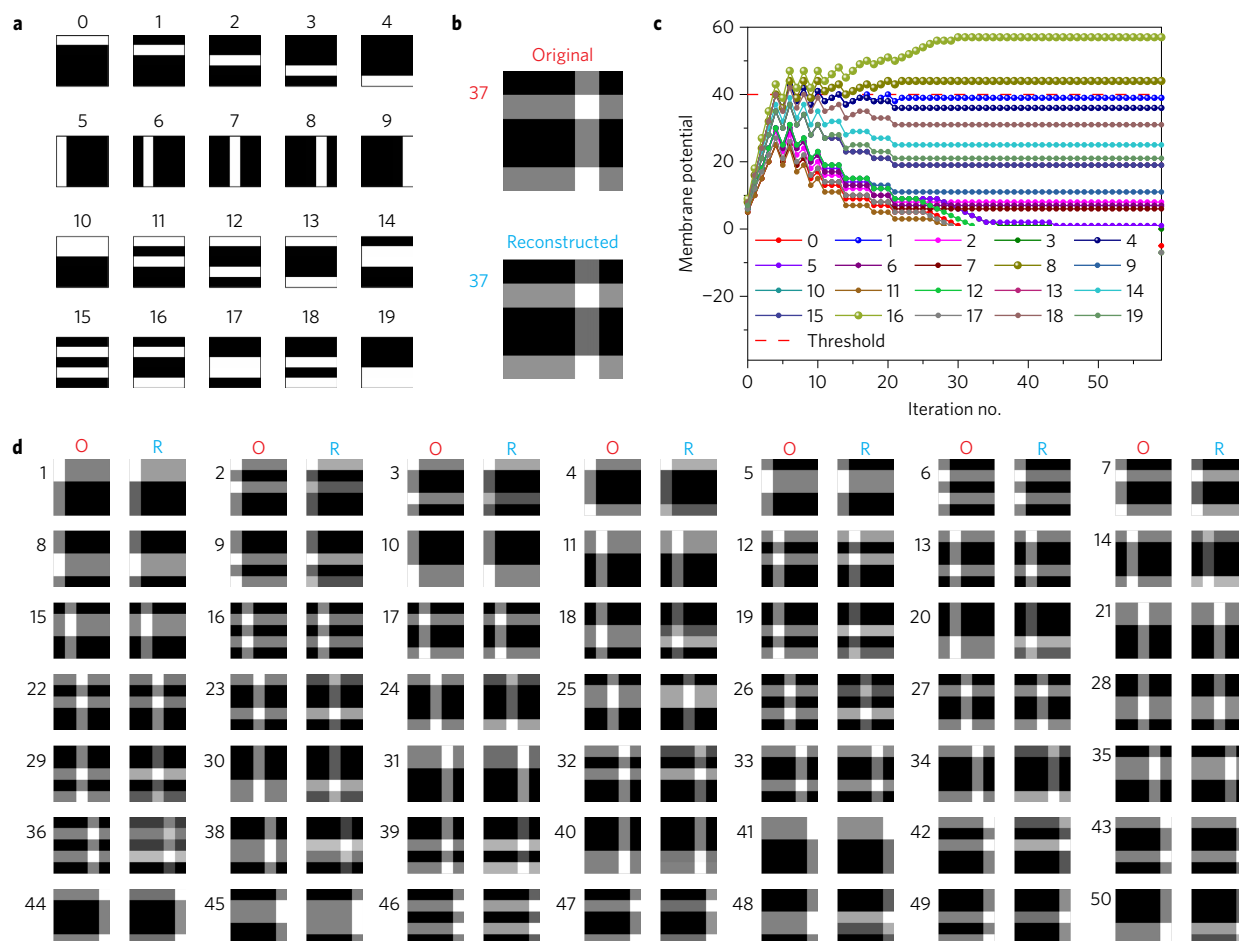 a
0 1 2 3 4
5 6 7 8 9
10 11 12 13 14
15 16 17 18 19
b
Original
37
Reconstructed
37
c
Membrane potential
60
40
20
0
−20
0 10 20 30 40 50
Iteration no.
0 1 2 3 4
5 6 7 8 9
10 11 12 13 14
15 16 17 18 19
Threshold
d
O R O R O R O R O R O R O R
1 2 3 4 5 6 7
8 9 10 11 12 13 14
15 16 17 18 19 20 21
22 23 24 25 26 27 28
29 30 31 32 33 34 35
36 38 39 40 41 42 43
44 45 46 47 48 49 50